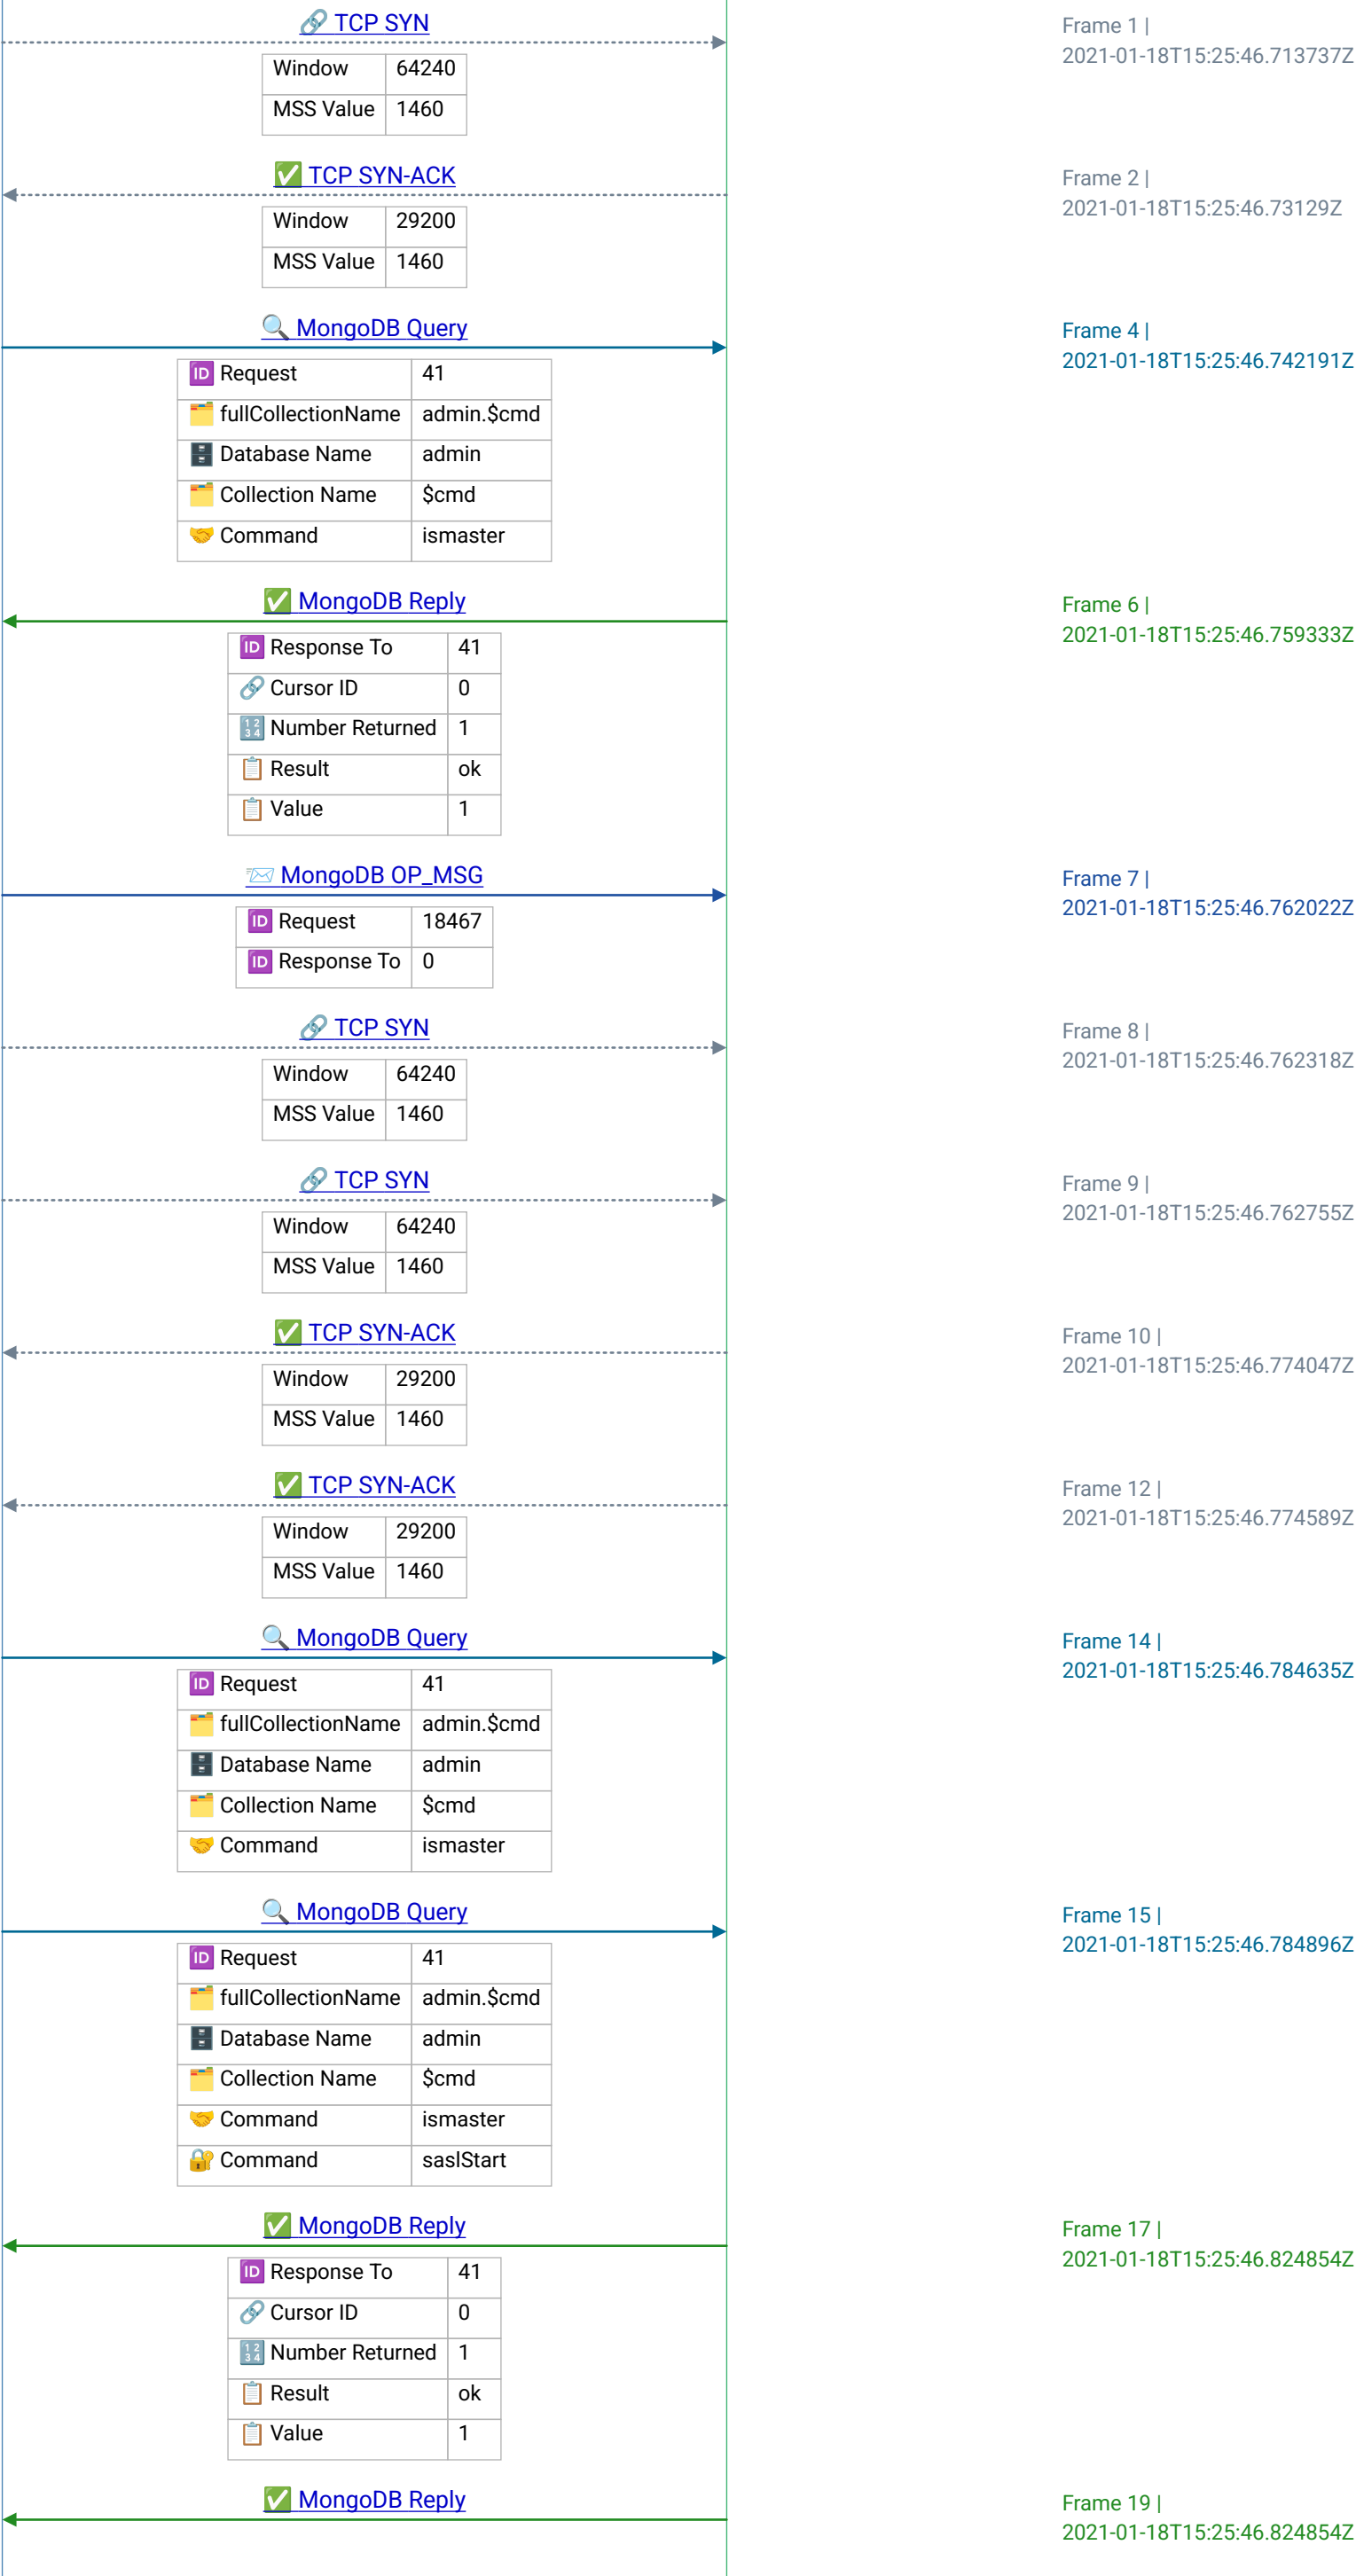 🔗 TCP SYN
Frame 1 |
2021-01-18T15:25:46.713737Z
Window 64240
MSS Value 1460
✅ TCP SYN-ACK
Frame 2 |
2021-01-18T15:25:46.73129Z
Window 29200
MSS Value 1460
🔍 MongoDB Query
Frame 4 |
2021-01-18T15:25:46.742191Z
🆔 Request 41
🗂️ fullCollectionName admin.$cmd
🗄️ Database Name admin
🗂️ Collection Name $cmd
🤝 Command ismaster
✅ MongoDB Reply
Frame 6 |
2021-01-18T15:25:46.759333Z
🆔 Response To 41
🔗 Cursor ID 0
🔢 Number Returned 1
📋 Result ok
📋 Value 1
📨 MongoDB OP_MSG
Frame 7 |
2021-01-18T15:25:46.762022Z
🆔 Request 18467
🆔 Response To 0
🔗 TCP SYN
Frame 8 |
2021-01-18T15:25:46.762318Z
Window 64240
MSS Value 1460
🔗 TCP SYN
Frame 9 |
2021-01-18T15:25:46.762755Z
Window 64240
MSS Value 1460
✅ TCP SYN-ACK
Frame 10 |
2021-01-18T15:25:46.774047Z
Window 29200
MSS Value 1460
✅ TCP SYN-ACK
Frame 12 |
2021-01-18T15:25:46.774589Z
Window 29200
MSS Value 1460
🔍 MongoDB Query
Frame 14 |
2021-01-18T15:25:46.784635Z
🆔 Request 41
🗂️ fullCollectionName admin.$cmd
🗄️ Database Name admin
🗂️ Collection Name $cmd
🤝 Command ismaster
🔍 MongoDB Query
Frame 15 |
2021-01-18T15:25:46.784896Z
🆔 Request 41
🗂️ fullCollectionName admin.$cmd
🗄️ Database Name admin
🗂️ Collection Name $cmd
🤝 Command ismaster
🔐 Command saslStart
✅ MongoDB Reply
Frame 17 |
2021-01-18T15:25:46.824854Z
🆔 Response To 41
🔗 Cursor ID 0
🔢 Number Returned 1
📋 Result ok
📋 Value 1
✅ MongoDB Reply
Frame 19 |
2021-01-18T15:25:46.824854Z